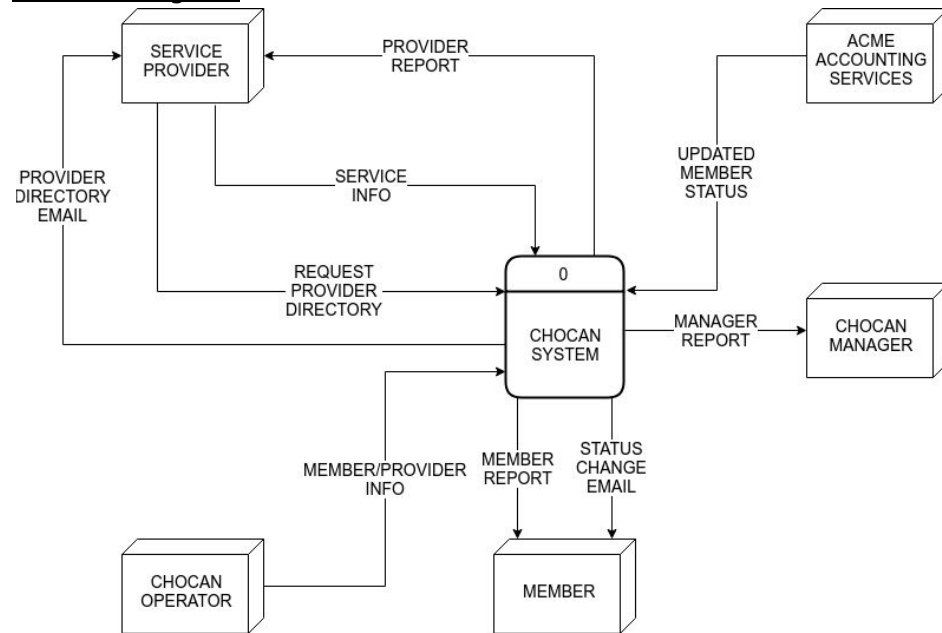 SERVICE
PROVIDER
PROVIDER
REPORT
ACME
ACCOUNTING
SERVICES
PROVIDER
DIRECTORY
EMAIL
SERVICE
INFO
UPDATED
MEMBER
STATUS
REQUEST
PROVIDER
DIRECTORY
0
CHOCAN
SYSTEM
MANAGER
REPORT
CHOCAN
MANAGER
MEMBER/PROVIDER
INFO
MEMBER
REPORT
STATUS
CHANGE
EMAIL
CHOCAN
OPERATOR
MEMBER